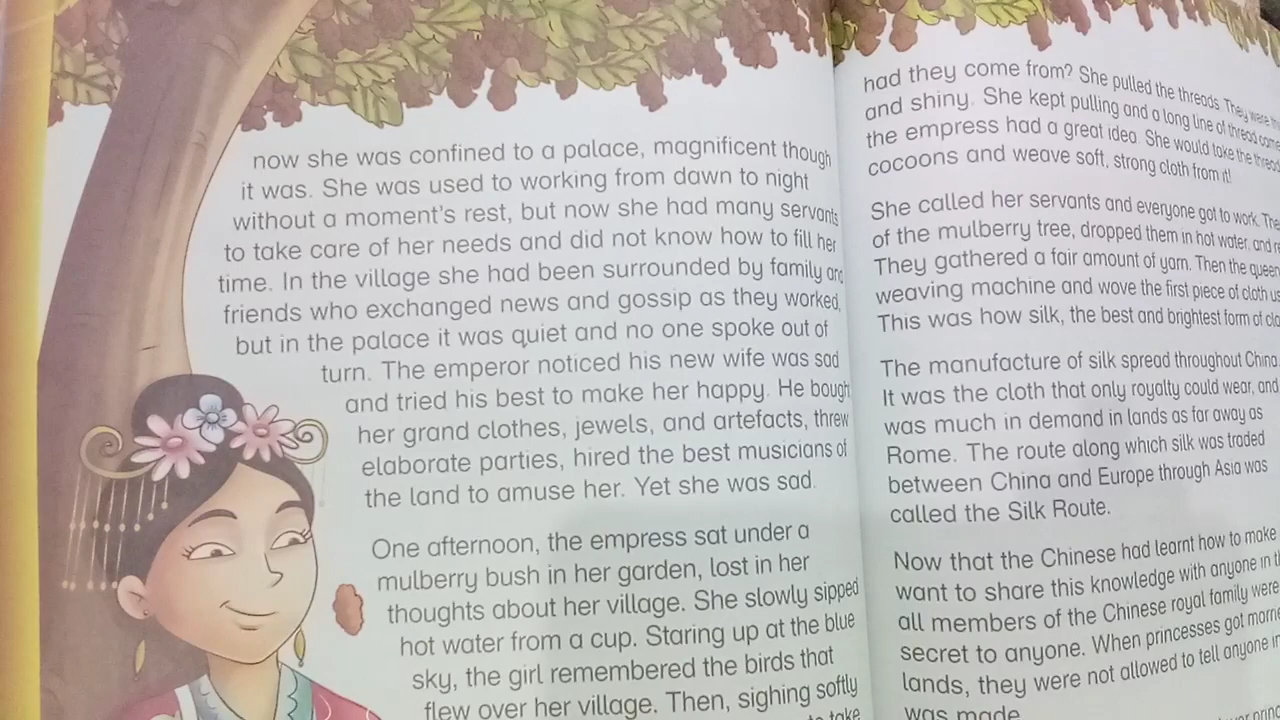 now she was confined to a palace, magnificent though
it was. She was used to working from dawn to night
without a moment's rest, but now she had many servants
to take care of her needs and did not know how to fill her
time. In the village she had been surrounded by family and
friends who exchanged news and gossip as they worked,
but in the palace it was quiet and no one spoke out of
turn. The emperor noticed his new wife was sad
and tried his best to make her happy. He bought
her grand clothes, jewels, and artefacts, threw
elaborate parties, hired the best musicians of
the land to amuse her. Yet she was sad.
One afternoon, the empress sat under a
mulberry bush in her garden, lost in her
thoughts about her village. She slowly sipped
hot water from a cup. Staring up at the blue
sky, the girl remembered the birds that
flew over her village. Then, sighing softly
to take
had they come from? She pulled the threads. They were
and shiny. She kept pulling and a long line of thread came
the empress had a great idea. She would take the
cocoons and weave soft, strong cloth from it!
She called her servants and everyone got to work.
of the mulberry tree, dropped them in hot water, and
They gathered a fair amount of yarn. Then the queen
weaving machine and wove the first piece of cloth
This was how silk, the best and brightest form of
The manufacture of silk spread throughout China.
It was the cloth that only royalty could wear, and
was much in demand in lands as far away as
Rome. The route along which silk was traded
between China and Europe through Asia was
called the Silk Route.
Now that the Chinese had learnt how to make
want to share this knowledge with anyone in
all members of the Chinese royal family were
secret to anyone. When princesses got
lands, they were not allowed to tell anyone
was made.